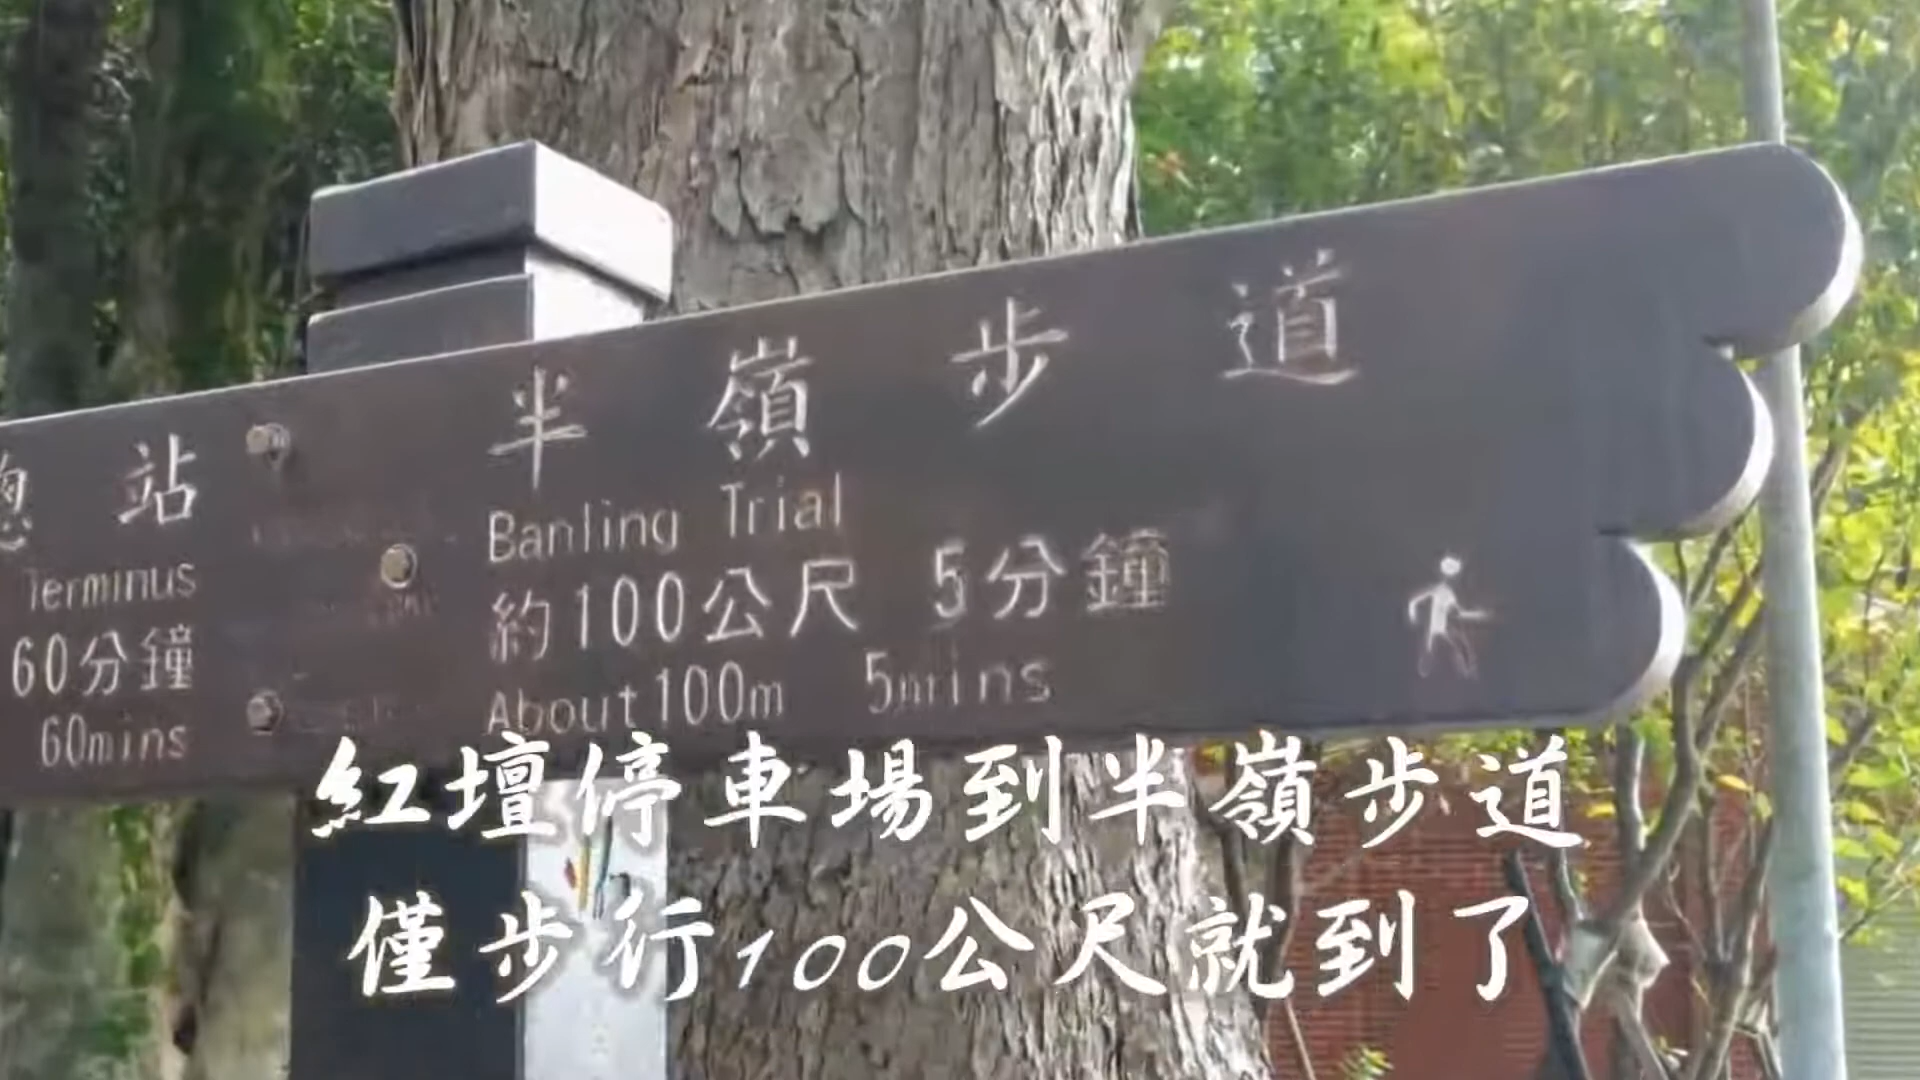 總站
Terminus
60分鐘
60mins
半嶺步道
Banling Trial
約100公尺 5分鐘
About 100m 5mins
紅壇停車場到半嶺步道
僅步行100公尺就到了